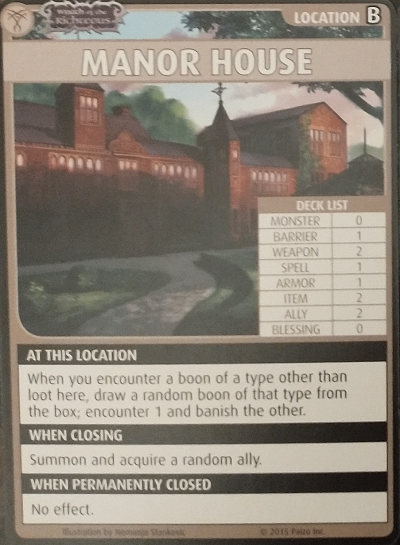 Wrath of the
Righteous
LOCATION B
MANOR HOUSE
DECK LIST
MONSTER 0
BARRIER 1
WEAPON 2
SPELL 1
ARMOR 1
ITEM 2
ALLY 2
BLESSING 0
AT THIS LOCATION
When you encounter a boon of a type other than
loot here, draw a random boon of that type from
the box; encounter 1 and banish the other.
WHEN CLOSING
Summon and acquire a random ally.
WHEN PERMANENTLY CLOSED
No effect.
Illustration by Nemanja Stankovic © 2015 Paizo Inc